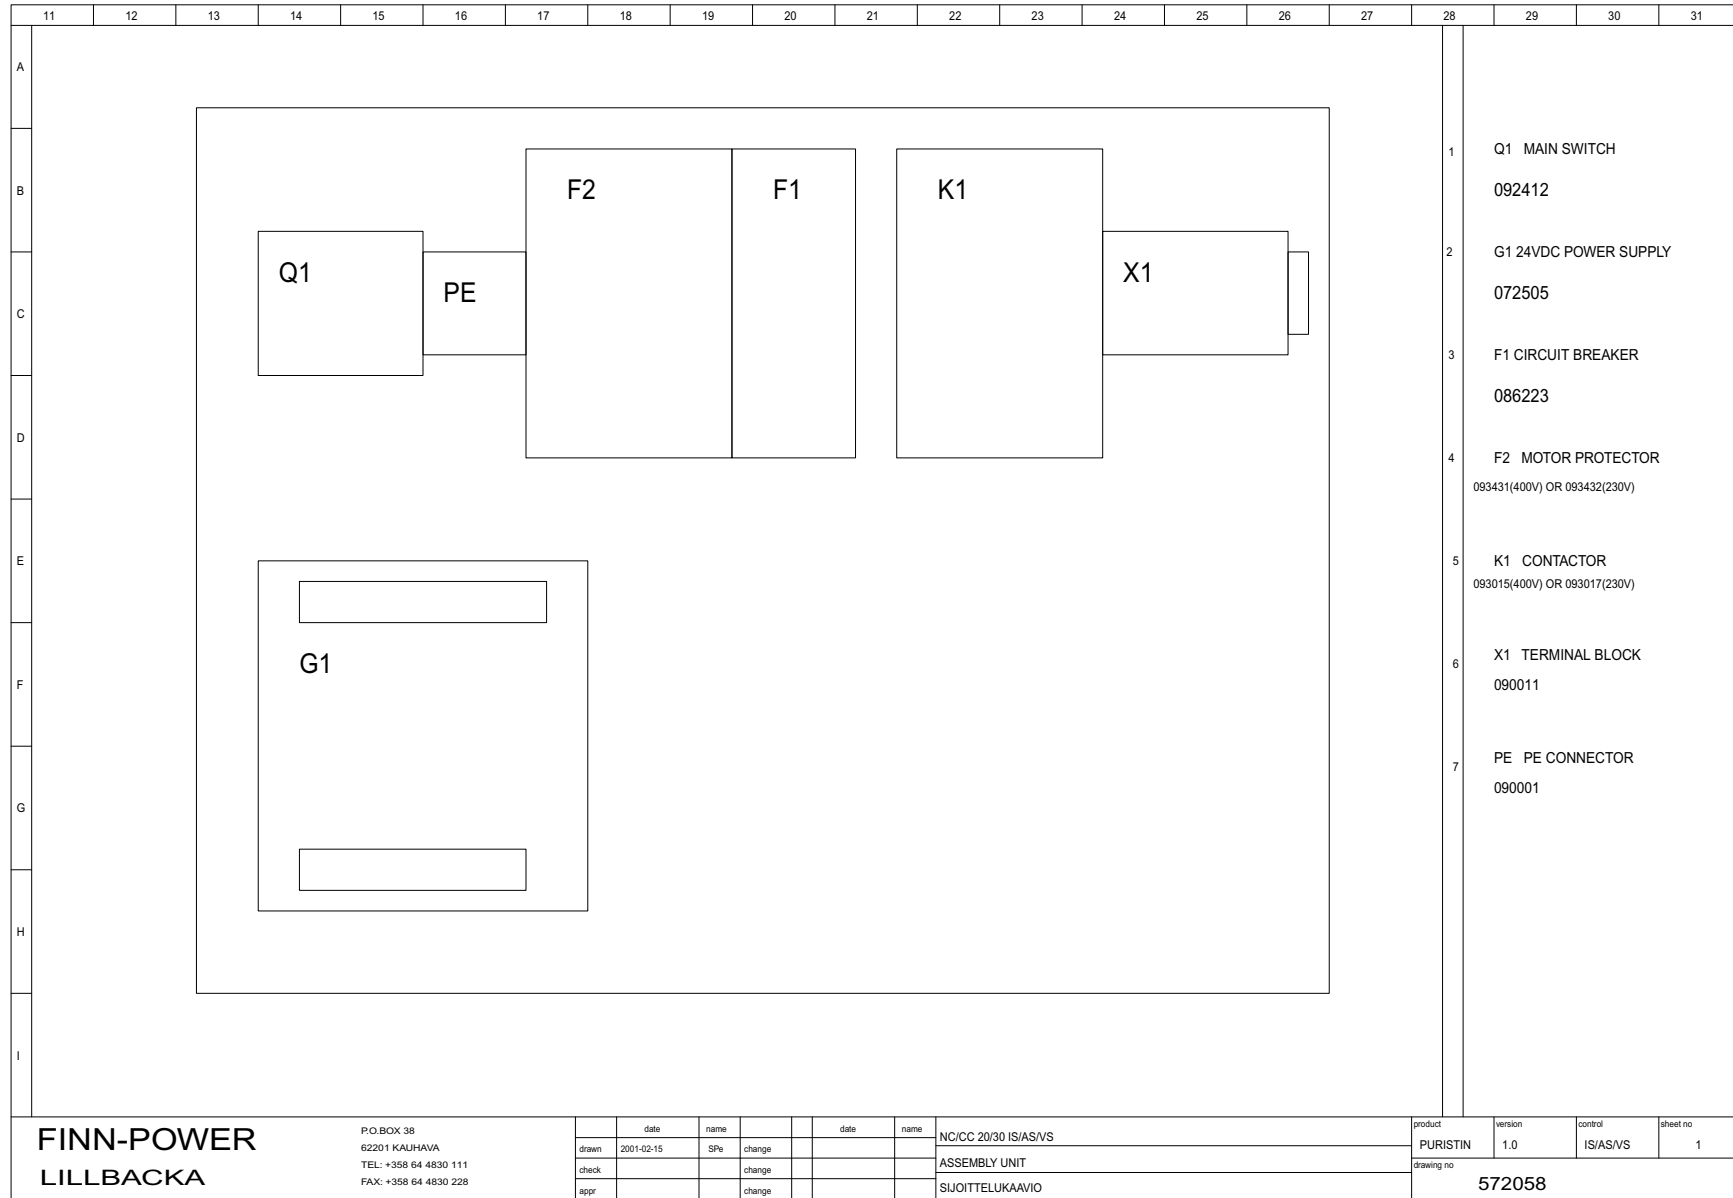 11 12 13 14 15 16 17 18 19 20 21 22 23 24 25 26 27 28 29 30 31
A
B
C
D
E
F
G
H
I
F2 F1 K1
Q1 PE X1
G1
1 Q1 MAIN SWITCH
092412
2 G1 24VDC POWER SUPPLY
072505
3 F1 CIRCUIT BREAKER
086223
4 F2 MOTOR PROTECTOR
093431(400V) OR 093432(230V)
5 K1 CONTACTOR
093015(400V) OR 093017(230V)
6 X1 TERMINAL BLOCK
090011
7 PE PE CONNECTOR
090001
FINN-POWER
LILLBACKA
P.O.BOX 38
62201 KAUHAVA
TEL: +358 64 4830 111
FAX: +358 64 4830 228
date name date name
drawn 2001-02-15 SPe change
check change
appr change
NC/CC 20/30 IS/AS/VS
ASSEMBLY UNIT
SIJOITTELUKAAVIO
product version control sheet no
PURISTIN 1.0 IS/AS/VS 1
drawing no
572058